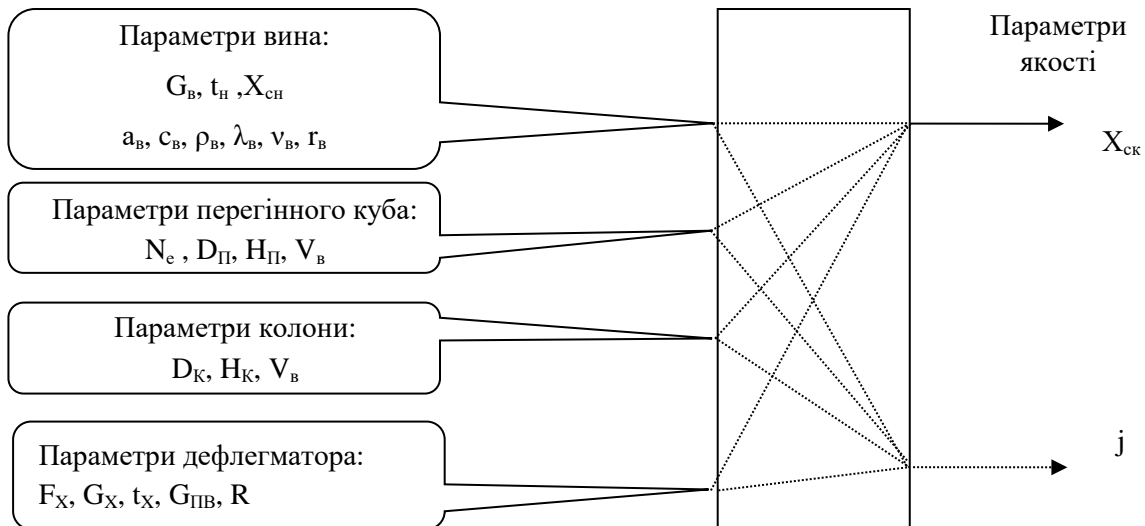 Параметри вина:
Gв, tн ,Xсн
aв, cв, ρв, λв, νв, rв
Параметри перегінного куба:
Ne , DП, HП, Vв
Параметри колони:
DК, HК, Vв
Параметри дефлегматора:
FX, GX, tX, GПВ, R
Параметри
якості
Xск
j